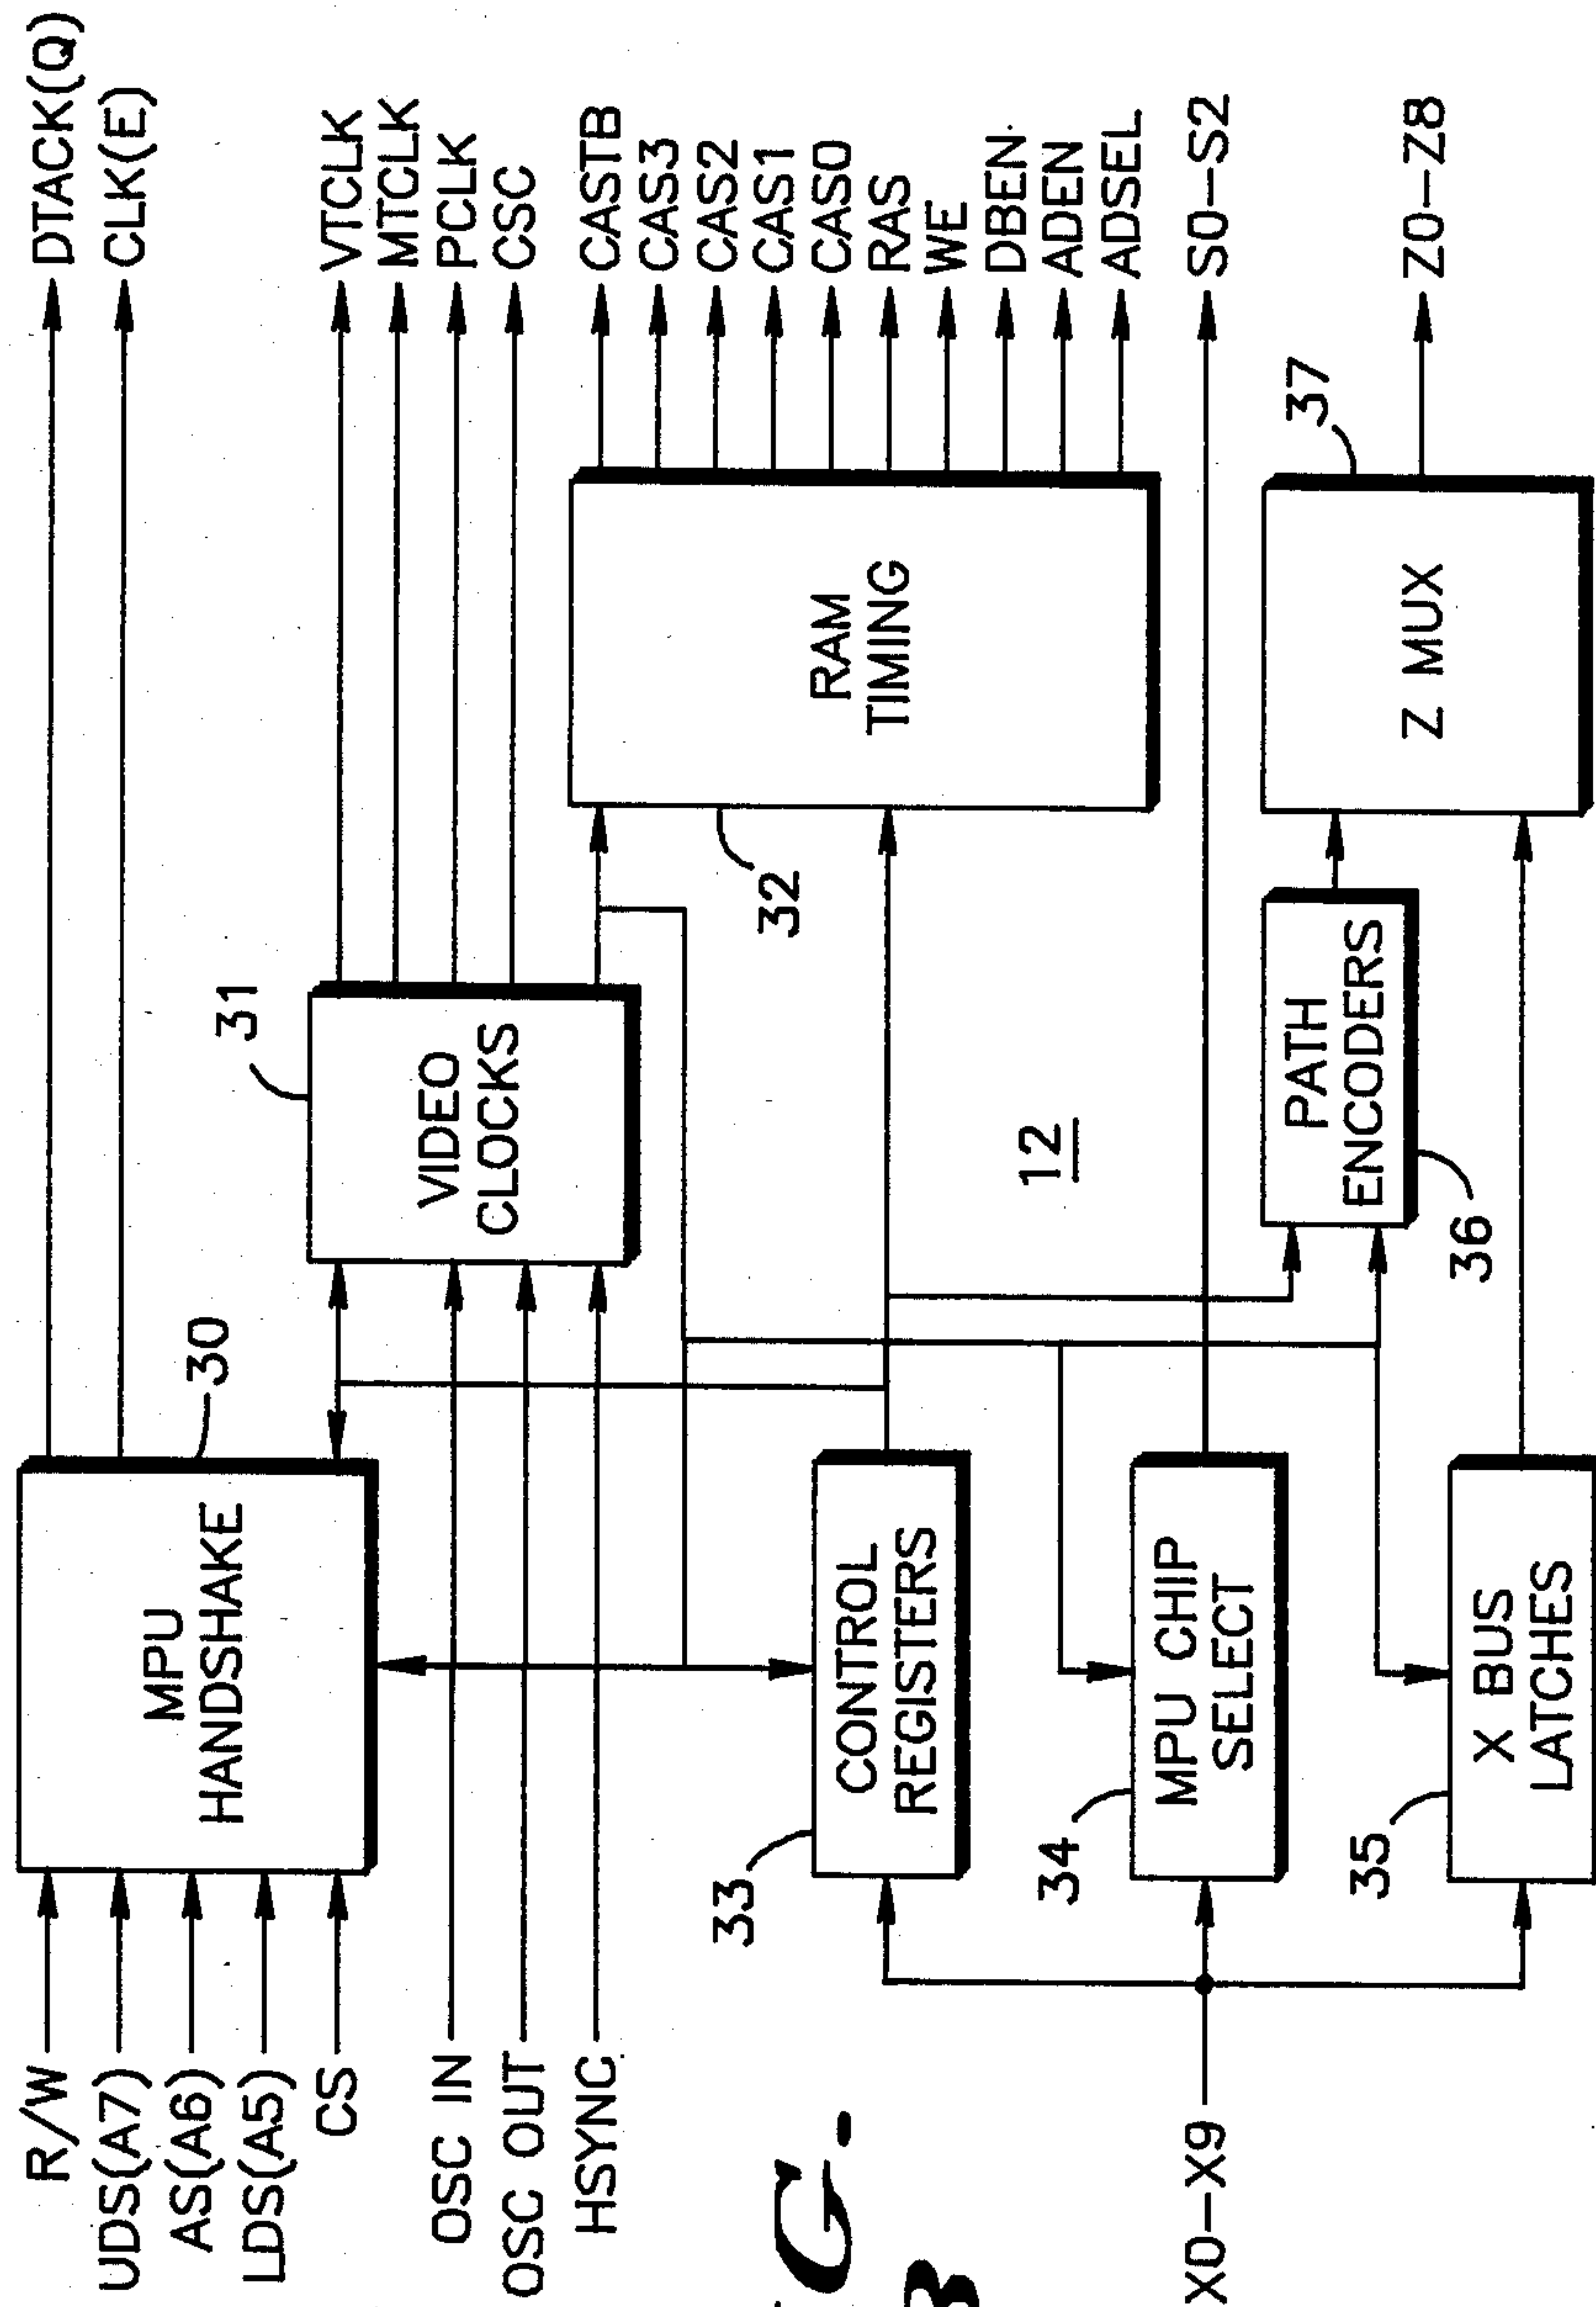 R/W
UDS(A7)
AS(A6)
LDS(A5)
CS
MPU
HANDSHAKE
30
DTACK(Q)
CLK(E)
OSC IN
OSC OUT
HSYNC
31
VIDEO
CLOCKS
VTCLK
MTCLK
PCLK
CSC
32
RAM
TIMING
CASTB
CAS3
CAS2
CAS1
CAS0
RAS
WE
DBEN
ADEN
ADSEL
33
CONTROL
REGISTERS
12
34
MPU CHIP
SELECT
S0-S2
X0-X9
35
X BUS
LATCHES
36
PATH
ENCODERS
37
Z MUX
Z0-Z8
G.
3